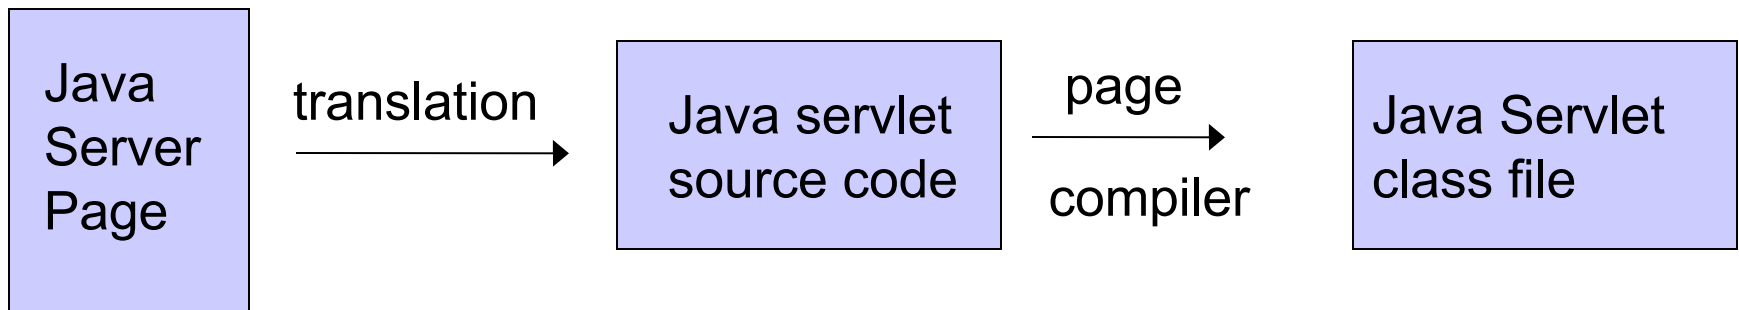 Java
Server
Page
translation
Java servlet
source code
page
compiler
Java Servlet
class file